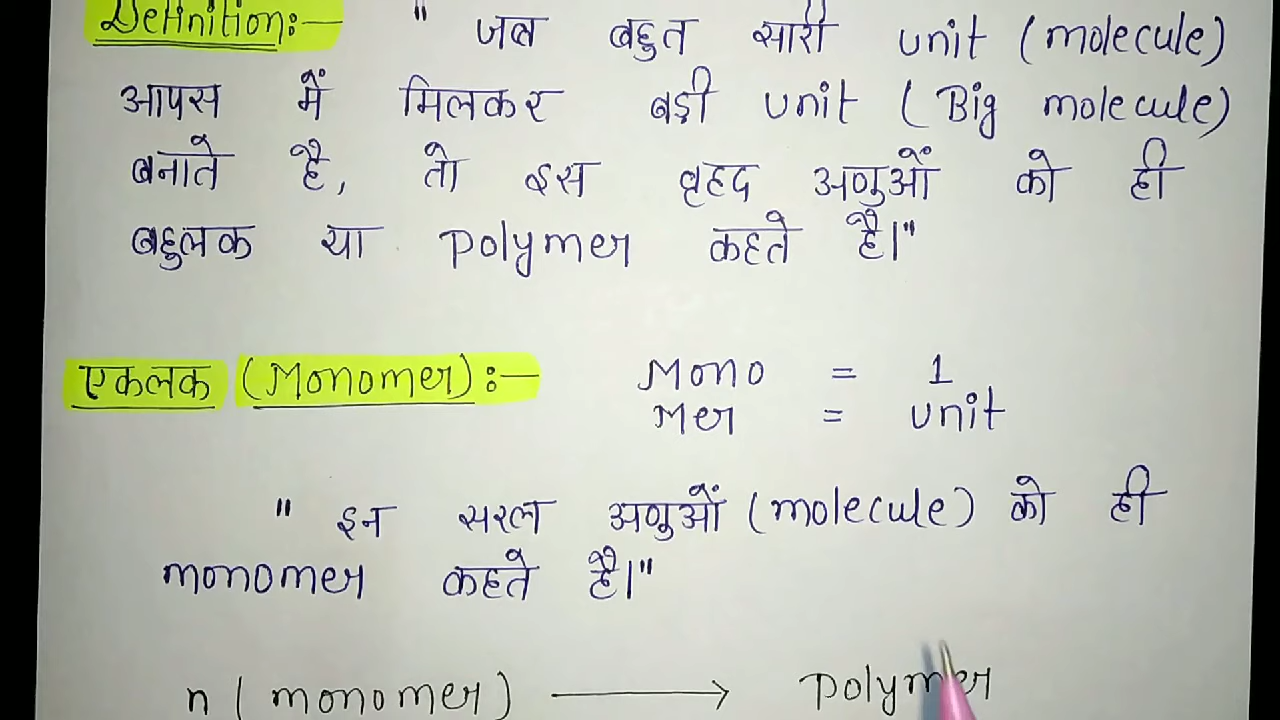 Definition:— " जब बहुत सारी unit (molecule)
आपस में मिलकर बड़ी unit ( Big molecule)
बनाते है, तो इस वृहद अणुओं को ही
बहुलक या polymer कहते है।"
एकलक (Monomer):— Mono = 1
Mer = unit
" इन सरल अणुओं (molecule) को ही
monomer कहते है।"
n ( monomer ) ⟶ polymer